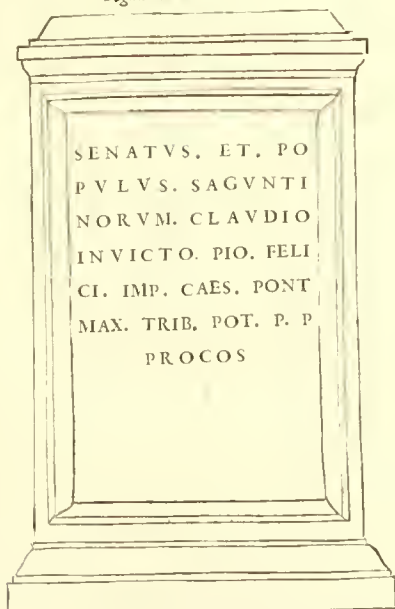 SENATVS. ET. PO
PVLVS. SAGVNTI
NORVM. CLAVDIO
INVICTO. PIO. FELI
CI. IMP. CAES. PONT
MAX. TRIB. POT. P. P
PROCOS